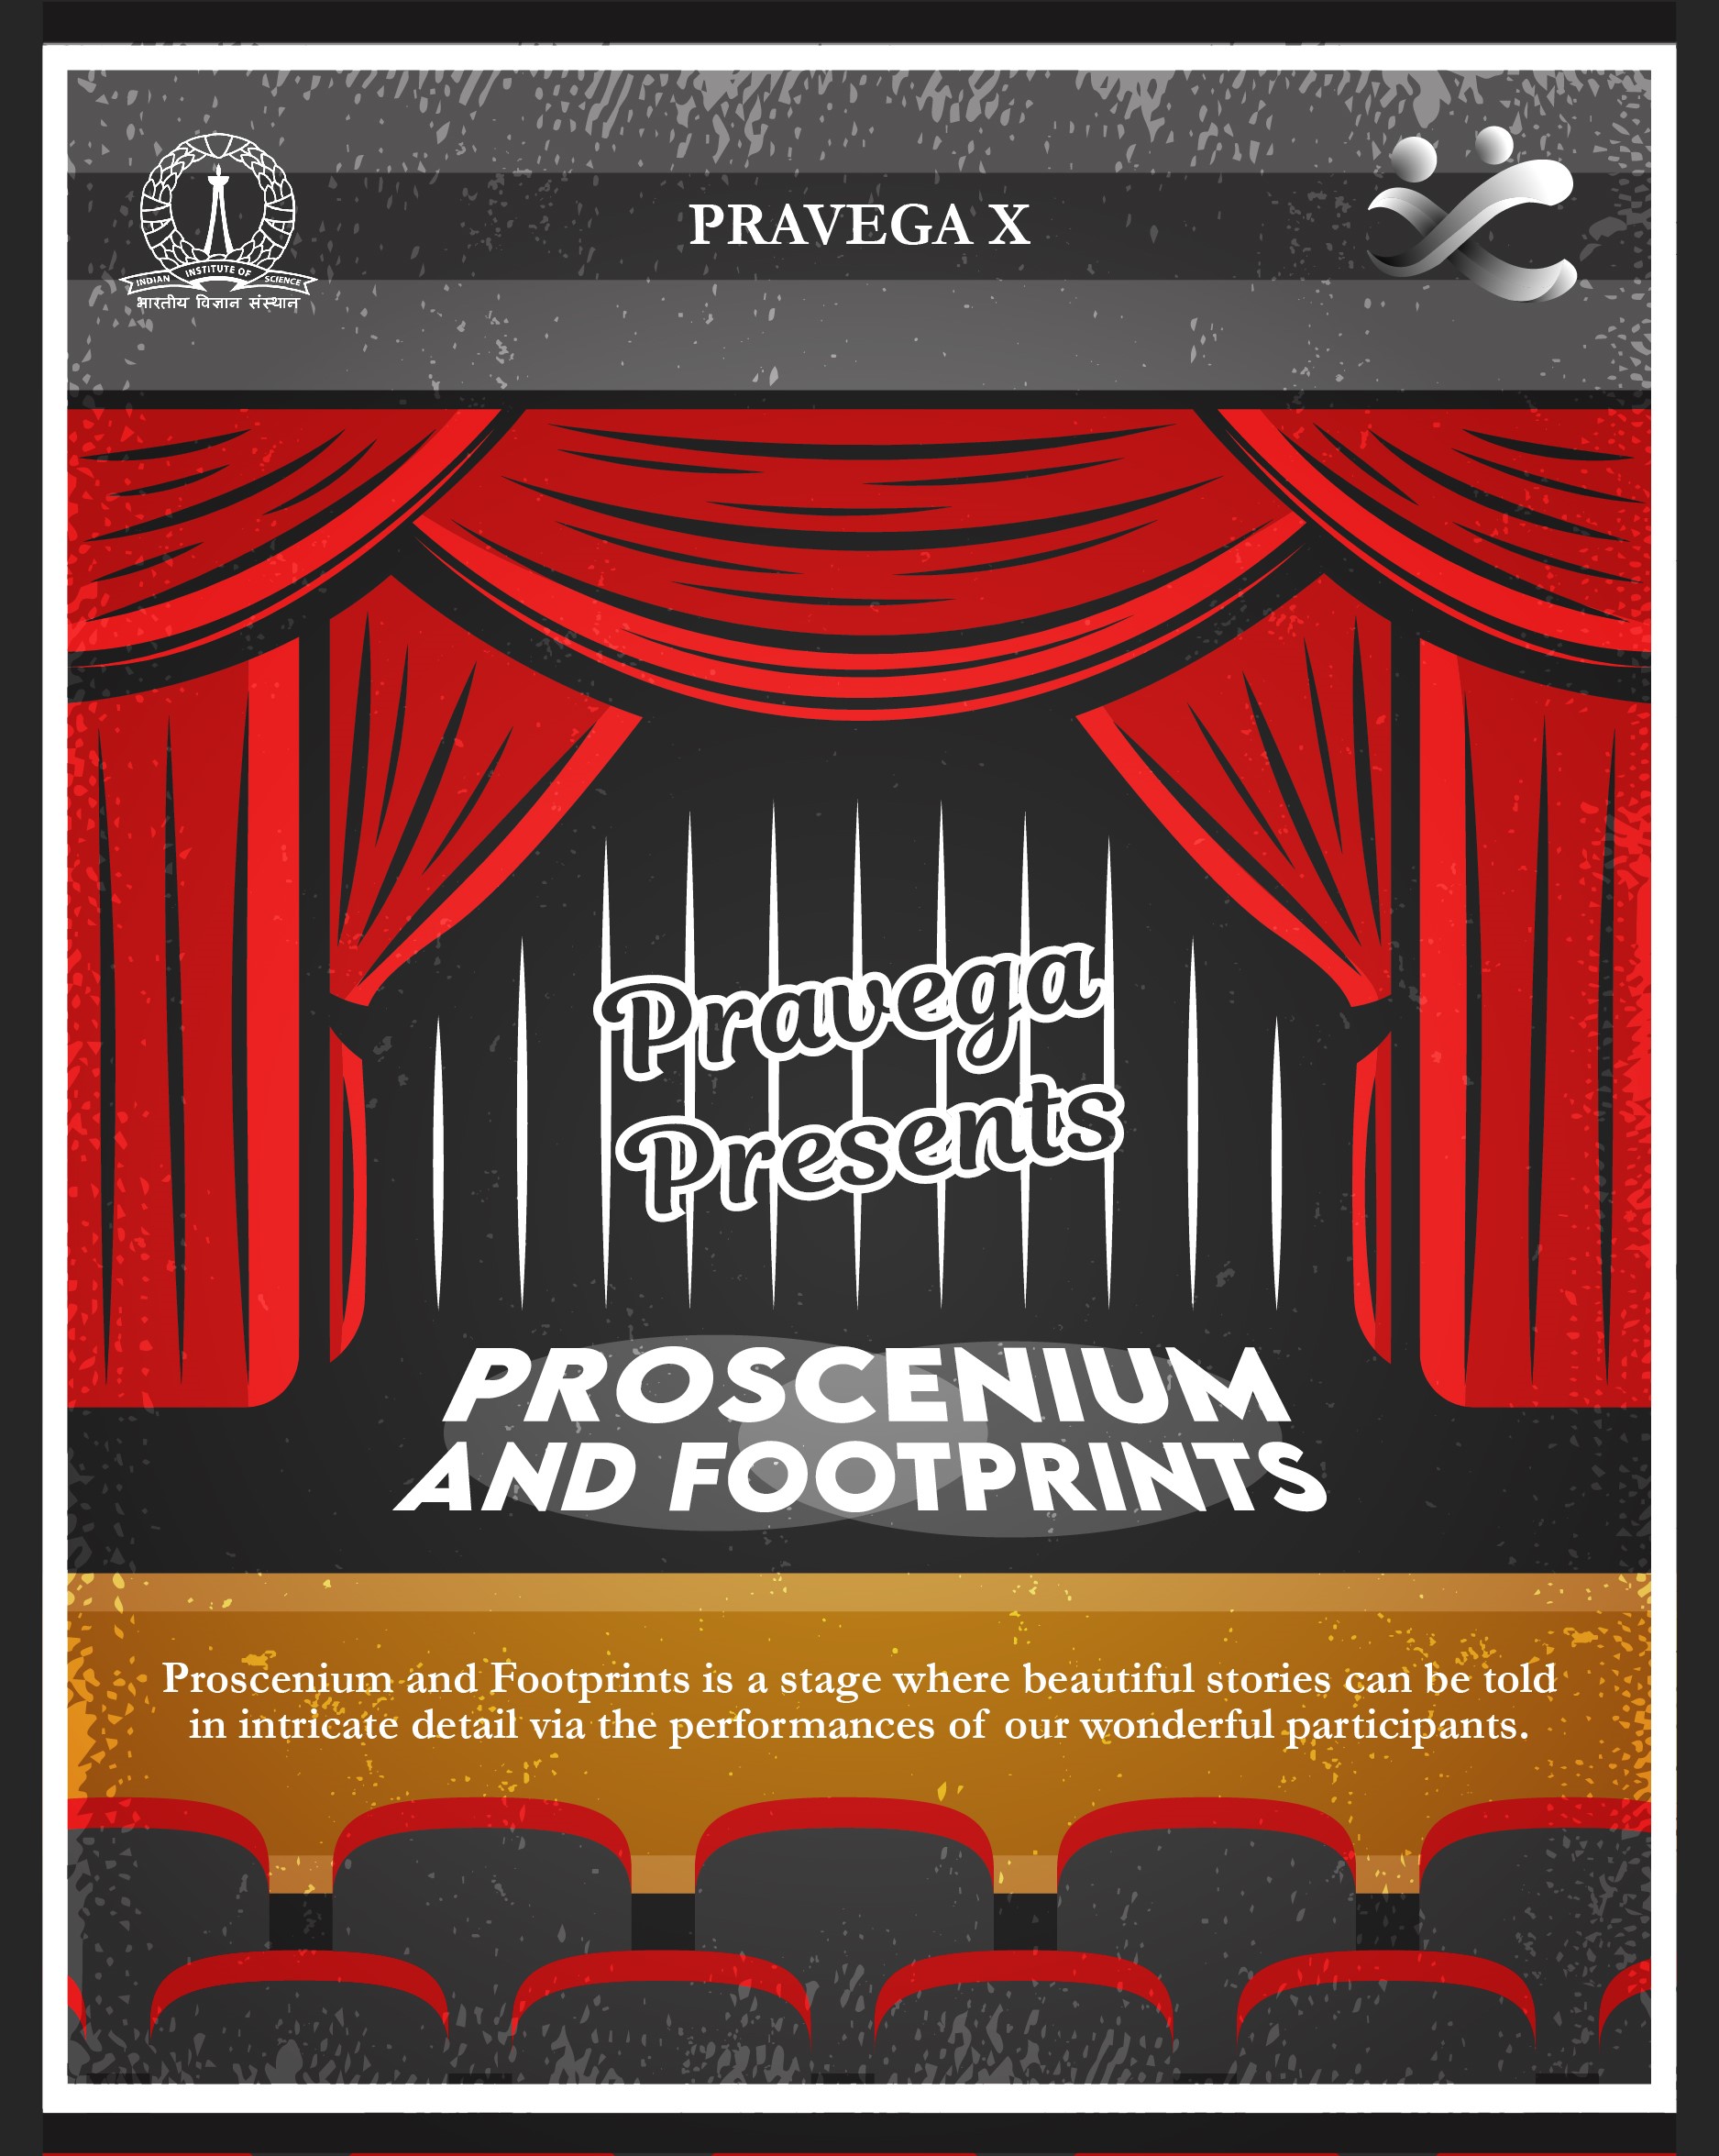 PRAVEGA X
INDIAN INSTITUTE OF SCIENCE
भारतीय विज्ञान संस्थान
Pravega
Presents
PROSCENIUM
AND FOOTPRINTS
Proscenium and Footprints is a stage where beautiful stories can be told
in intricate detail via the performances of our wonderful participants.